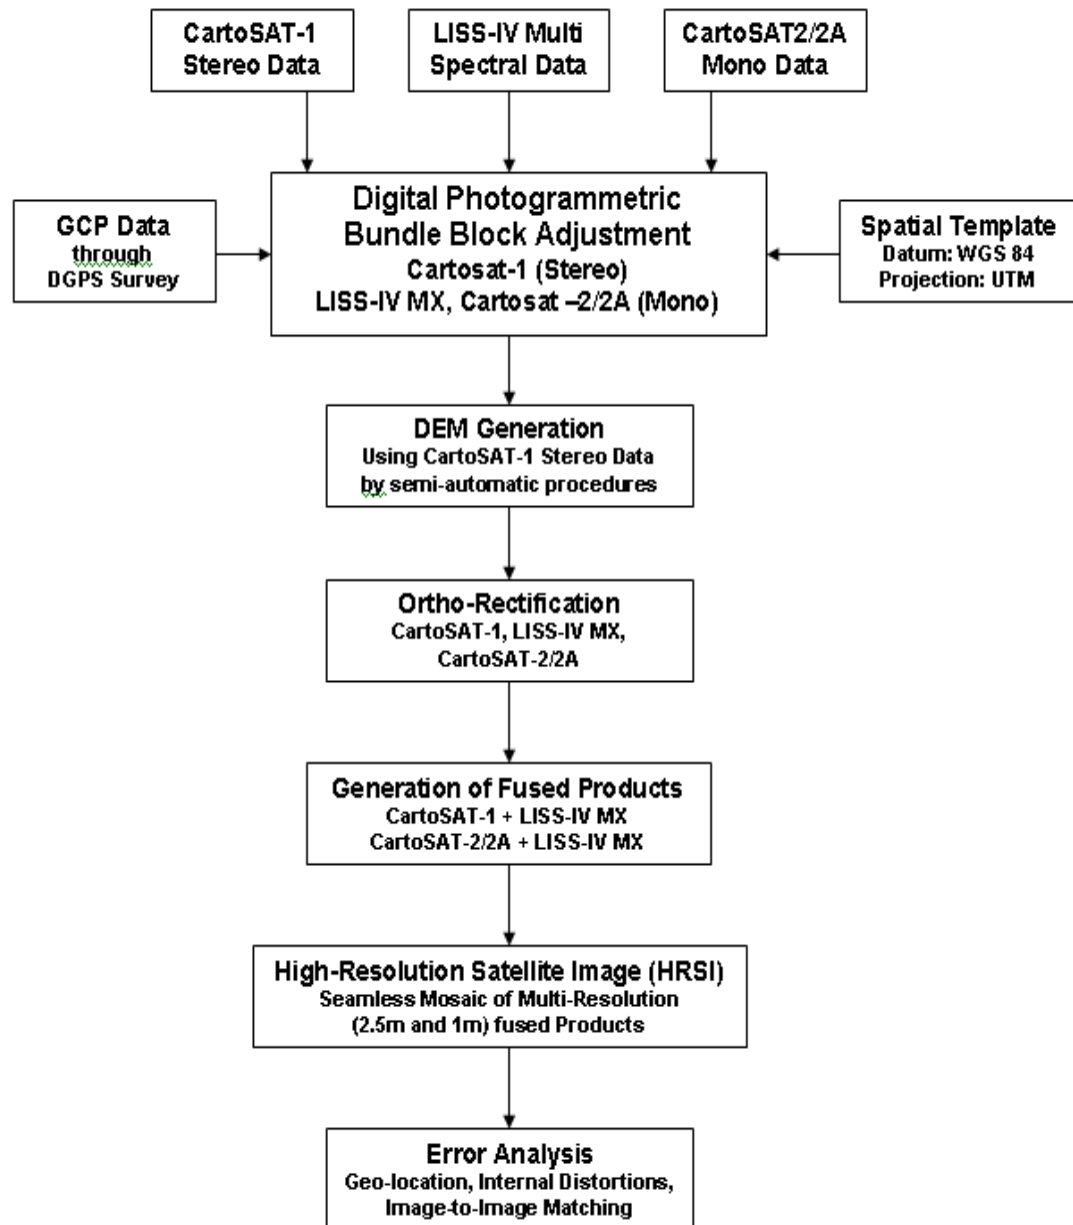 CartoSAT-1
Stereo Data
LISS-IV Multi
Spectral Data
CartoSAT2/2A
Mono Data
GCP Data
through
DGPS Survey
Digital Photogrammetric
Bundle Block Adjustment
Cartosat-1 (Stereo)
LISS-IV MX, Cartosat –2/2A (Mono)
Spatial Template
Datum: WGS 84
Projection: UTM
DEM Generation
Using CartoSAT-1 Stereo Data
by semi-automatic procedures
Ortho-Rectification
CartoSAT-1, LISS-IV MX,
CartoSAT-2/2A
Generation of Fused Products
CartoSAT-1 + LISS-IV MX
CartoSAT-2/2A + LISS-IV MX
High-Resolution Satellite Image (HRSI)
Seamless Mosaic of Multi-Resolution
(2.5m and 1m) fused Products
Error Analysis
Geo-location, Internal Distortions,
Image-to-Image Matching